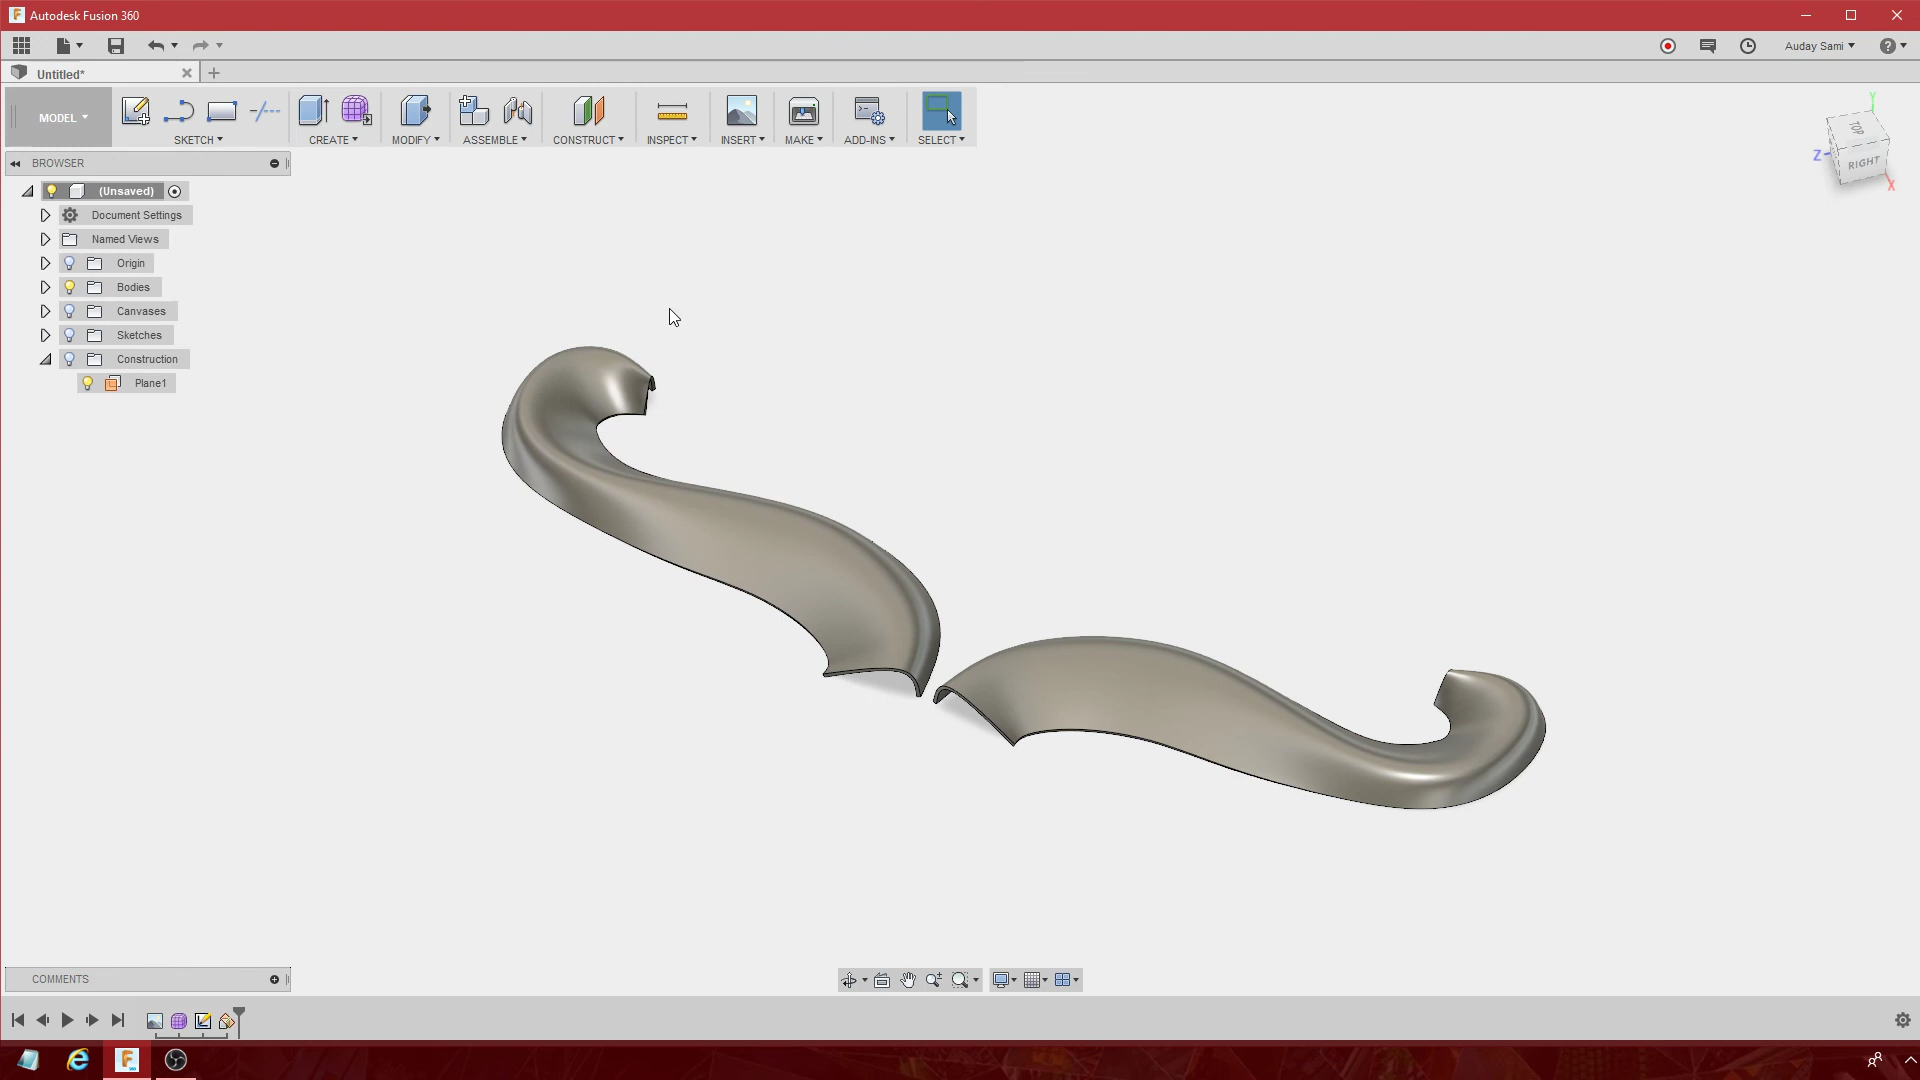 Autodesk Fusion 360
Auday Sami
Untitled*
MODEL
SKETCH
CREATE
MODIFY
ASSEMBLE
CONSTRUCT
INSPECT
INSERT
MAKE
ADD-INS
SELECT
Y
TOP
Z
RIGHT
X
BROWSER
(Unsaved)
Document Settings
Named Views
Origin
Bodies
Canvases
Sketches
Construction
Plane1
COMMENTS